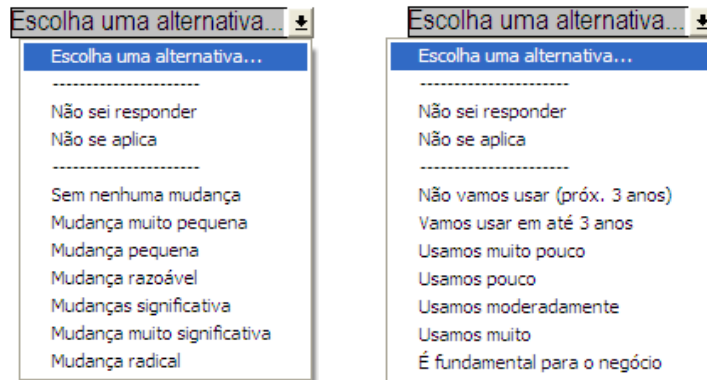 Escolha uma alternativa...
Escolha uma alternativa...
----------------------
Não sei responder
Não se aplica
----------------------
Sem nenhuma mudança
Mudança muito pequena
Mudança pequena
Mudança razoável
Mudanças significativa
Mudança muito significativa
Mudança radical
Escolha uma alternativa...
Escolha uma alternativa...
----------------------
Não sei responder
Não se aplica
----------------------
Não vamos usar (próx. 3 anos)
Vamos usar em até 3 anos
Usamos muito pouco
Usamos pouco
Usamos moderadamente
Usamos muito
É fundamental para o negócio